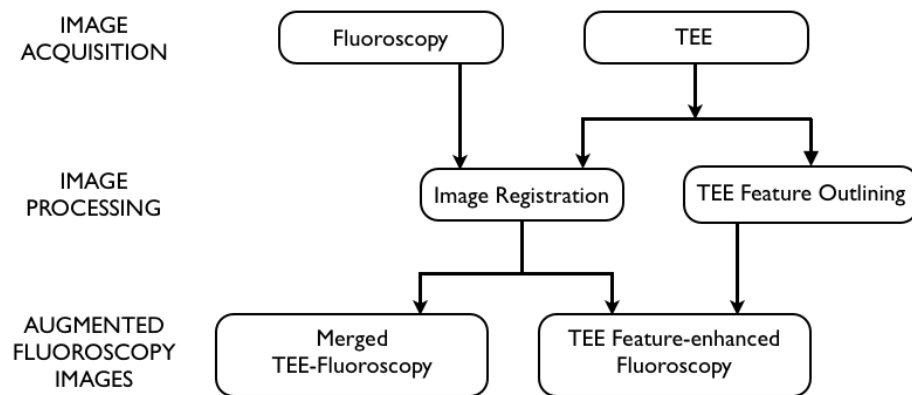 IMAGE
ACQUISITION
Fluoroscopy
TEE
IMAGE
PROCESSING
Image Registration
TEE Feature Outlining
AUGMENTED
FLUOROSCOPY
IMAGES
Merged
TEE-Fluoroscopy
TEE Feature-enhanced
Fluoroscopy